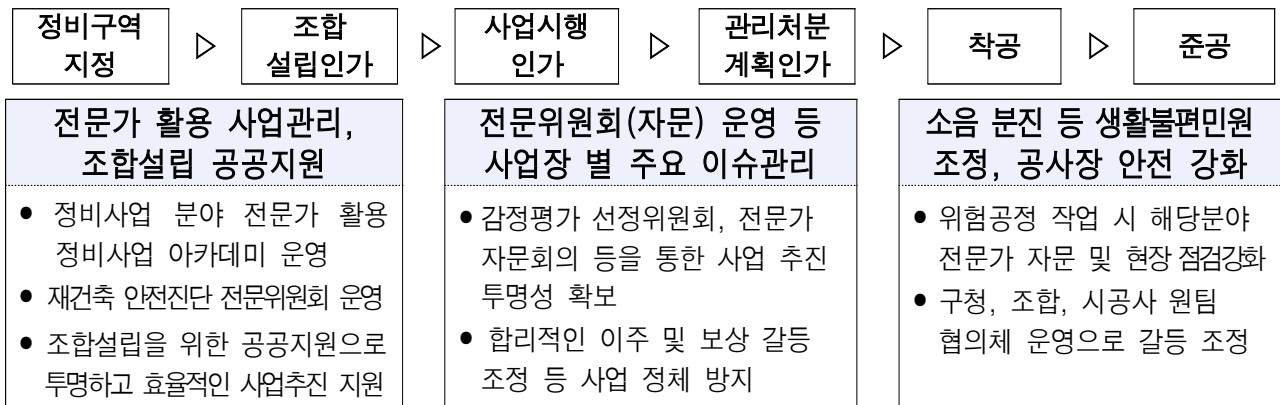 정비구역
지정
▷
조합
설립인가
▷
사업시행
인가
▷
관리처분
계획인가
▷
착공
▷
준공
전문가 활용 사업관리,
조합설립 공공지원
● 정비사업 분야 전문가 활용
정비사업 아카데미 운영
● 재건축 안전진단 전문위원회 운영
● 조합설립을 위한 공공지원으로
투명하고 효율적인 사업추진 지원
전문위원회(자문) 운영 등
사업장 별 주요 이슈관리
● 감정평가 선정위원회, 전문가
자문회의 등을 통한 사업 추진
투명성 확보
● 합리적인 이주 및 보상 갈등
조정 등 사업 정체 방지
소음 분진 등 생활불편민원
조정, 공사장 안전 강화
● 위험공정 작업 시 해당분야
전문가 자문 및 현장 점검강화
● 구청, 조합, 시공사 원팀
협의체 운영으로 갈등 조정